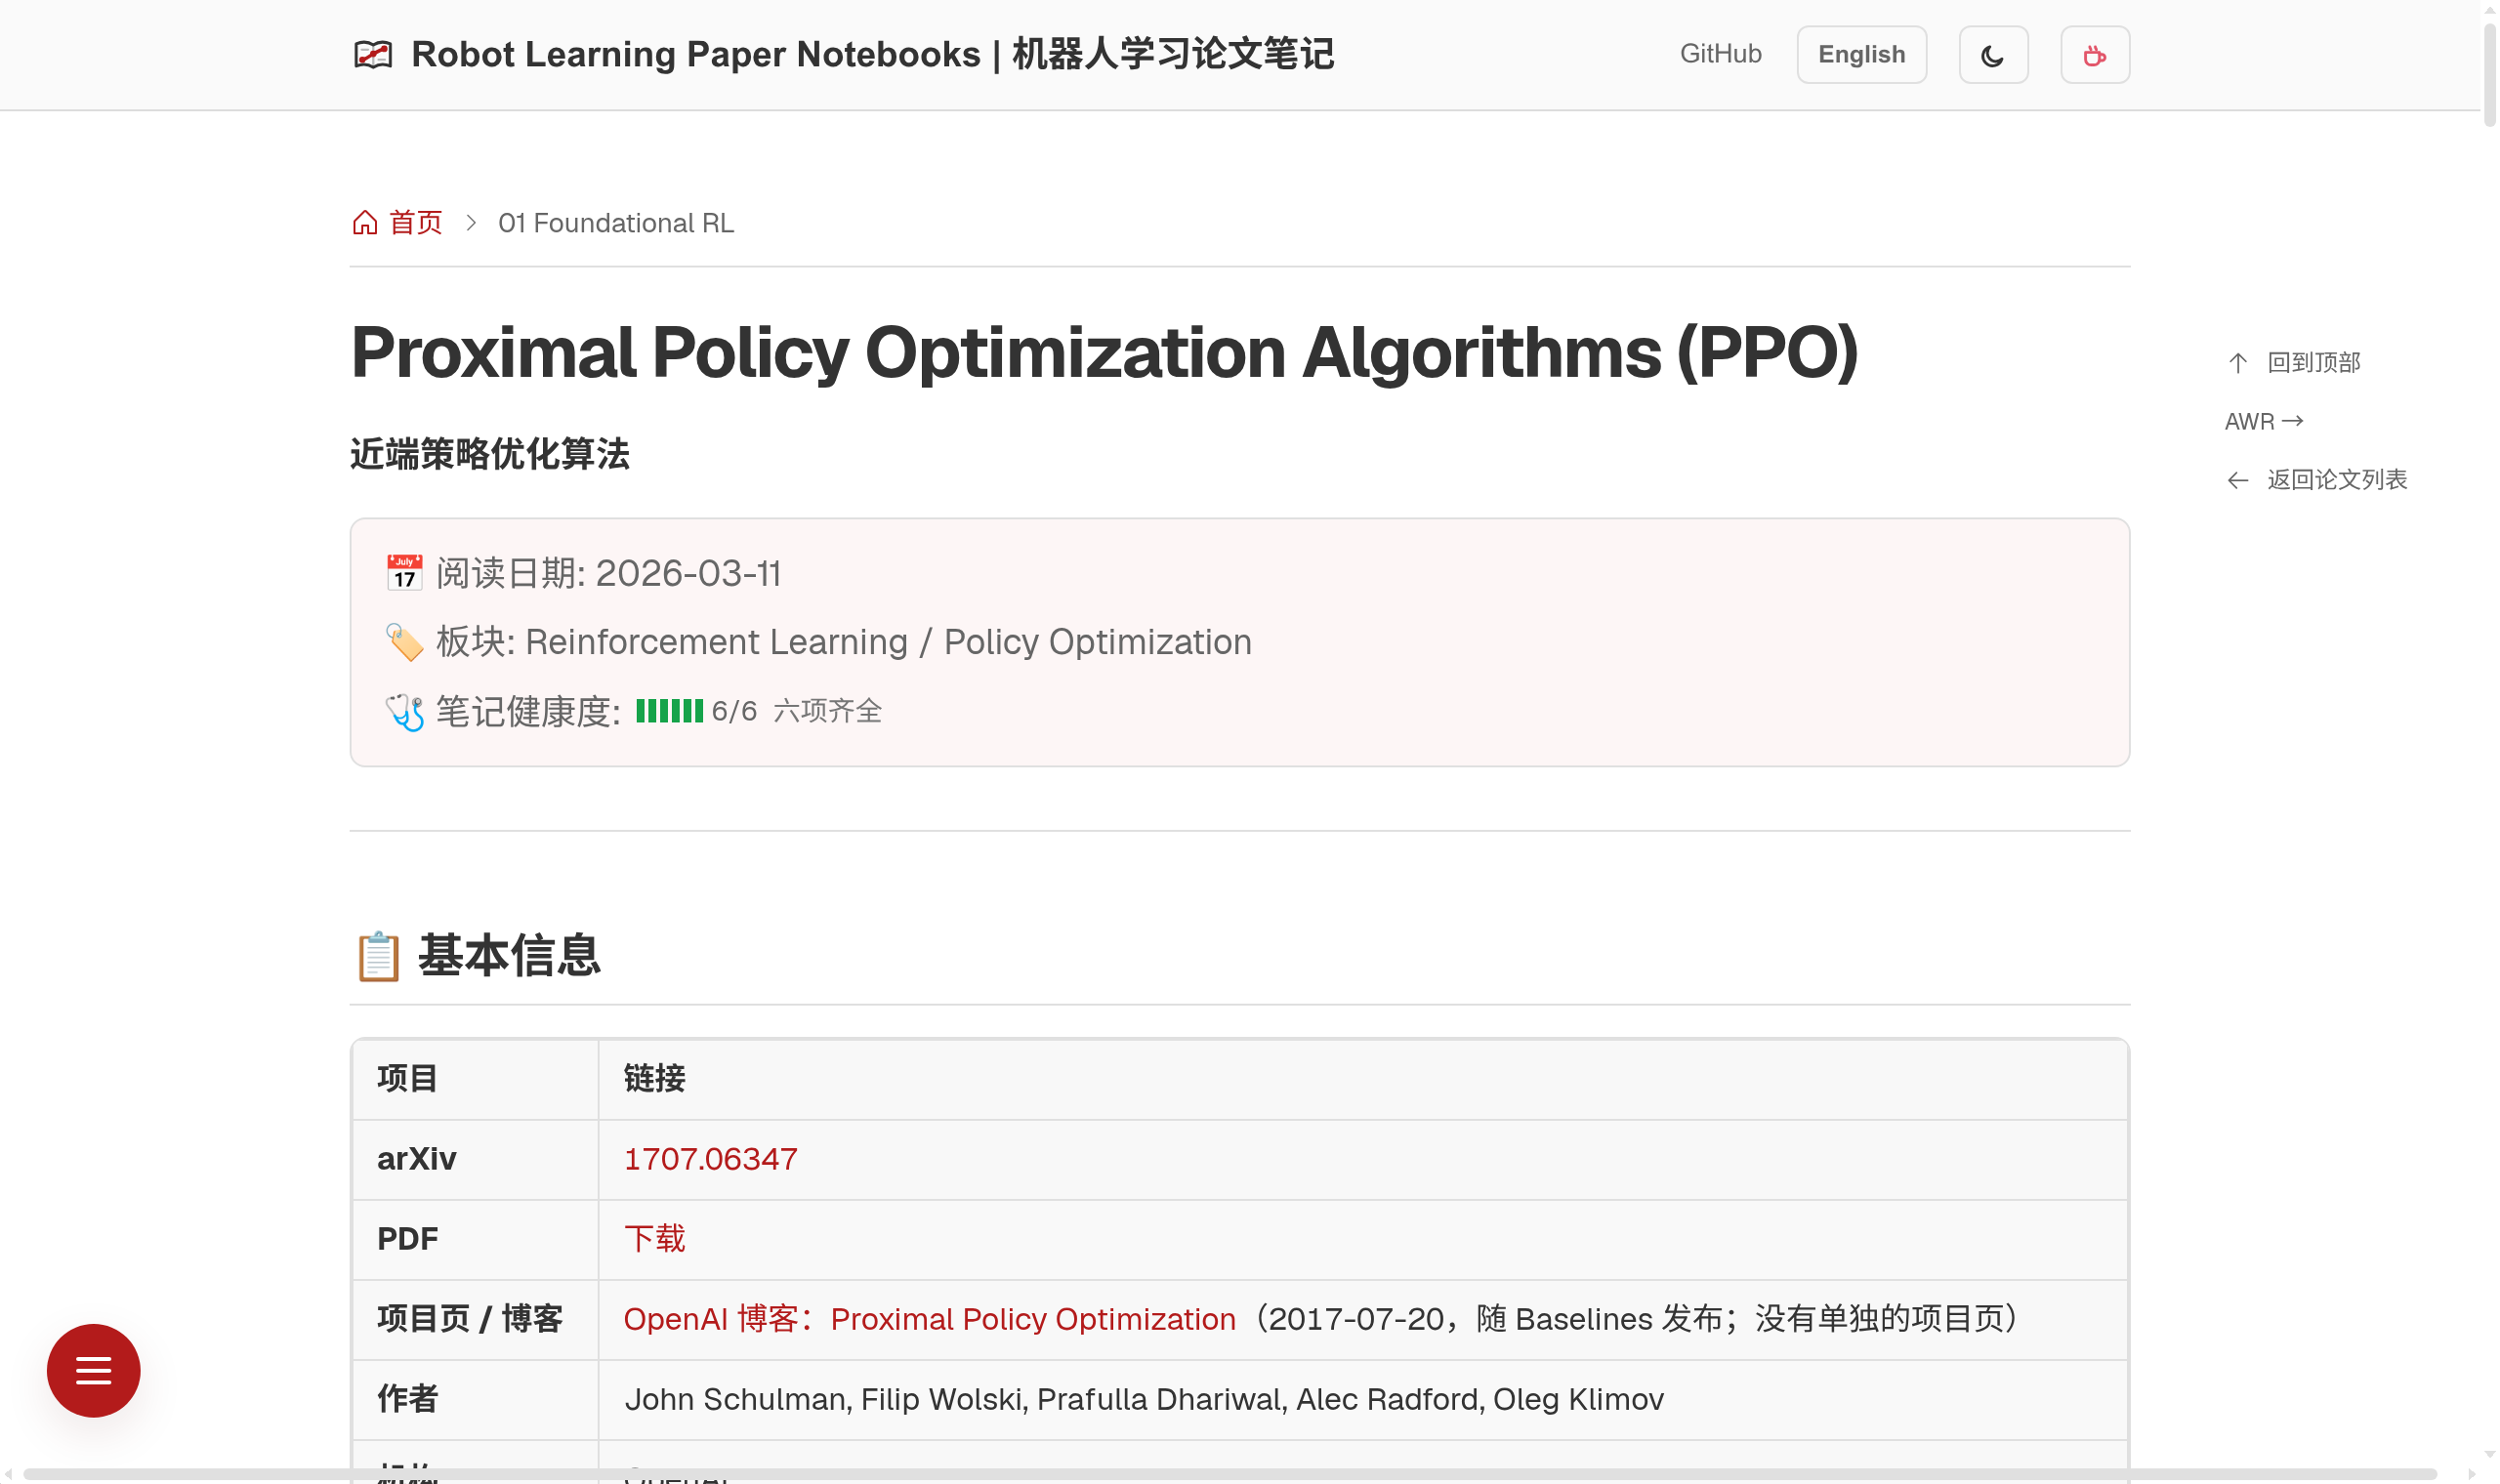 Robot Learning Paper Notebooks | 机器人学习论文笔记
GitHub
English
首页 > 01 Foundational RL
Proximal Policy Optimization Algorithms (PPO)
近端策略优化算法
↑ 回到顶部
AWR →
← 返回论文列表
阅读日期: 2026-03-11
板块: Reinforcement Learning / Policy Optimization
笔记健康度: 6/6 六项齐全
基本信息
项目 链接
arXiv 1707.06347
PDF 下载
项目页 / 博客 OpenAI 博客：Proximal Policy Optimization（2017-07-20，随 Baselines 发布；没有单独的项目页）
作者 John Schulman, Filip Wolski, Prafulla Dhariwal, Alec Radford, Oleg Klimov
机构 OpenAI